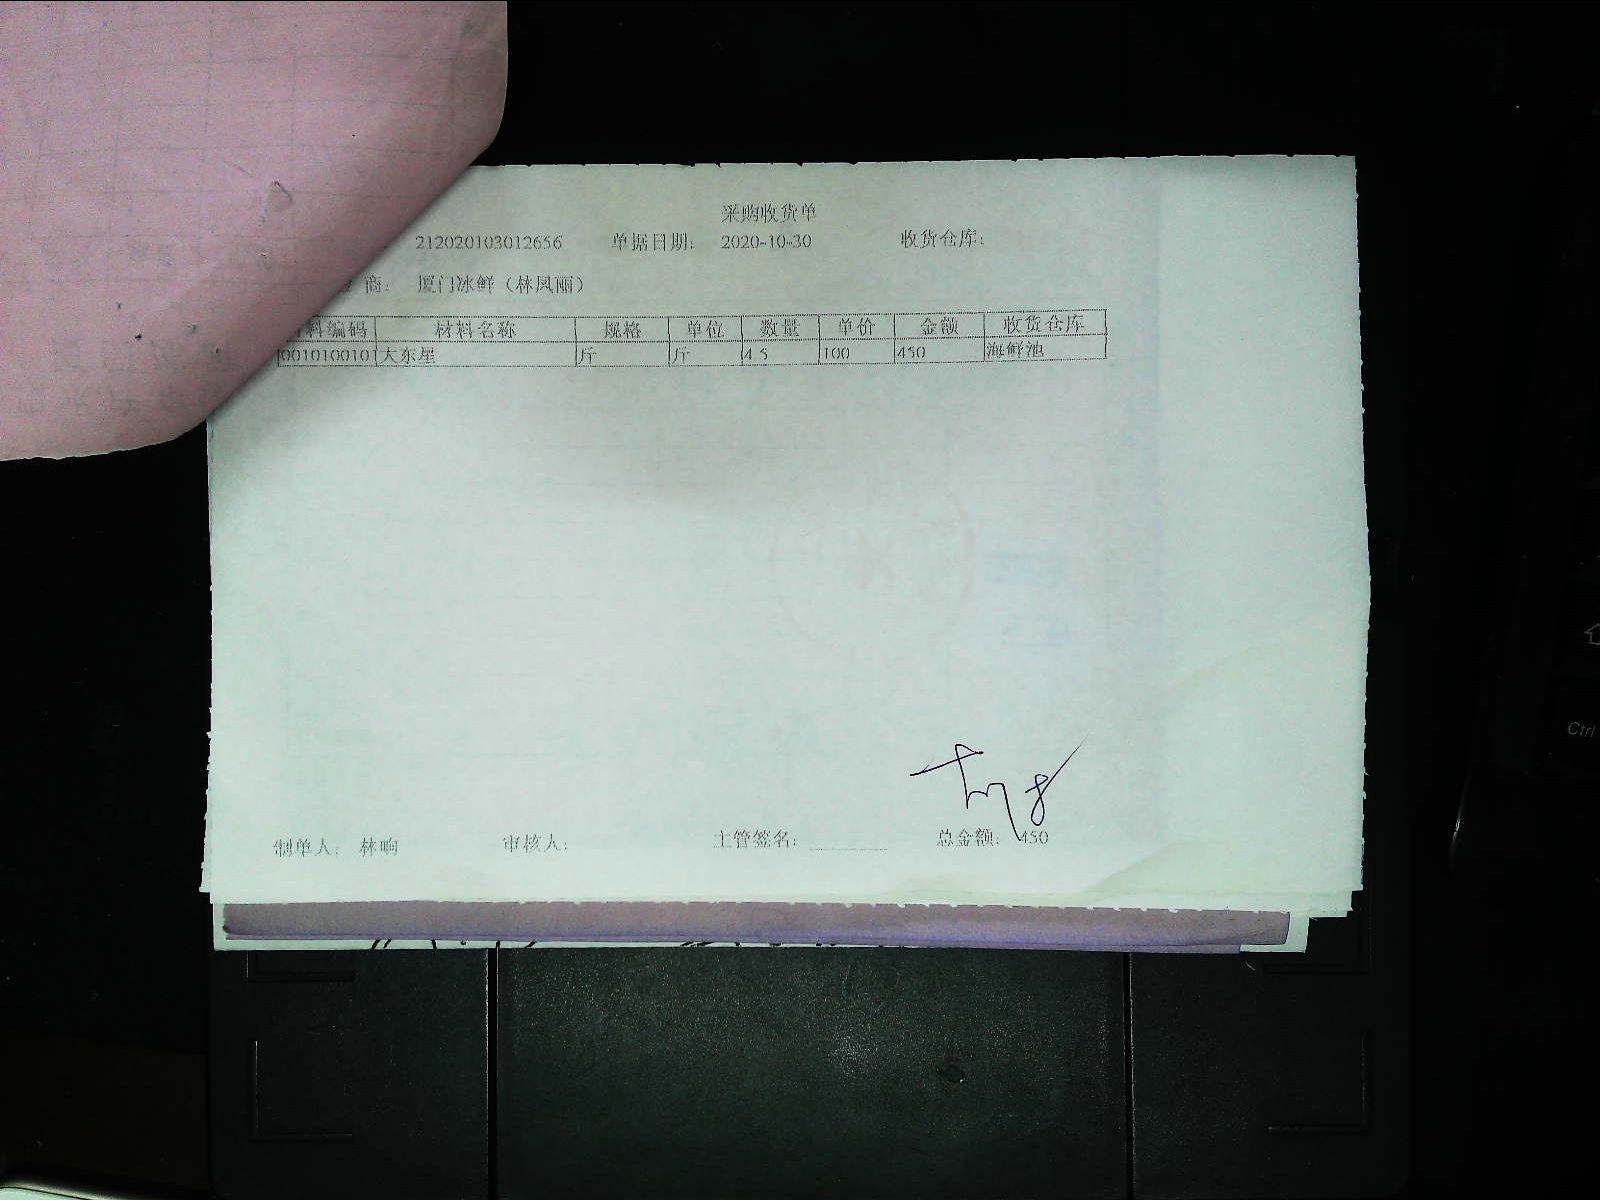 采购收货单
212020103012656 单据日期: 2020-10-30 收货仓库:
商: 厦门冰鲜（林凤丽）
料编码 材料名称 规格 单位 数量 单价 金额 收货仓库
001010010 大东星 斤 斤 4.5 100 450 海鲜池
制单人: 林响 审核人: 主管签名: 总金额: 450
Ctrl